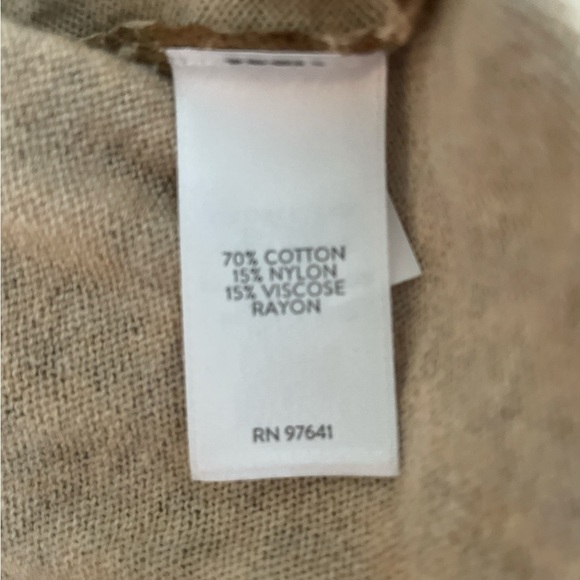 70% COTTON
15% NYLON
15% VISCOSE
RAYON
RN 97641